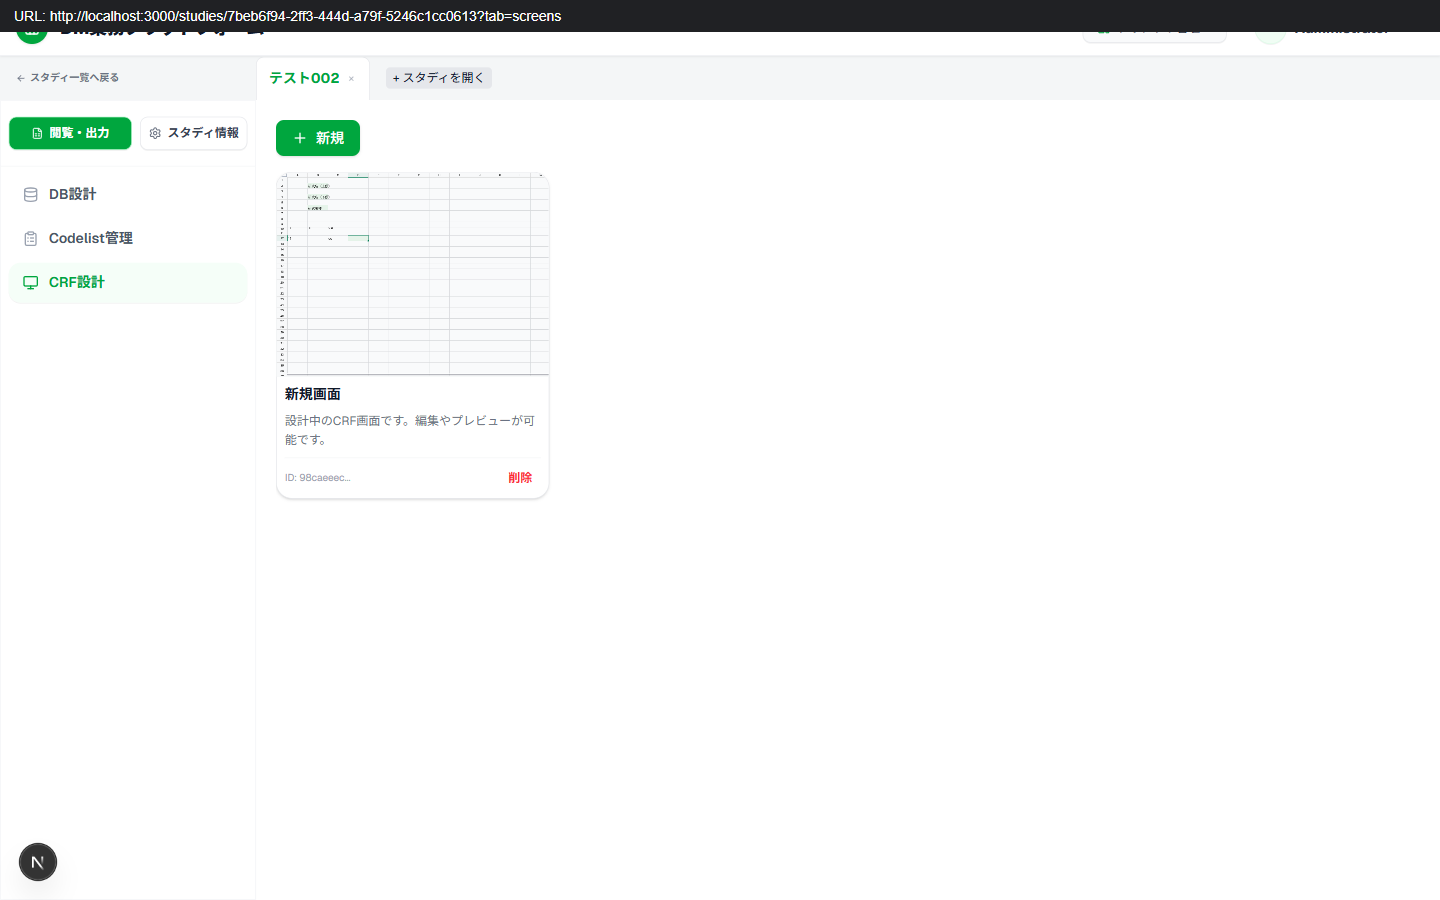 URL: http://localhost:3000/studies/7beb6f94-2ff3-444d-a79f-5246c1cc0613?tab=screens
← スタディ一覧へ戻る
テスト002 ×
+ スタディを開く
閲覧・出力
スタディ情報
+ 新規
DB設計
Codelist管理
CRF設計
新規画面
設計中のCRF画面です。編集やプレビューが可
能です。
ID: 98caeeec...
削除
N